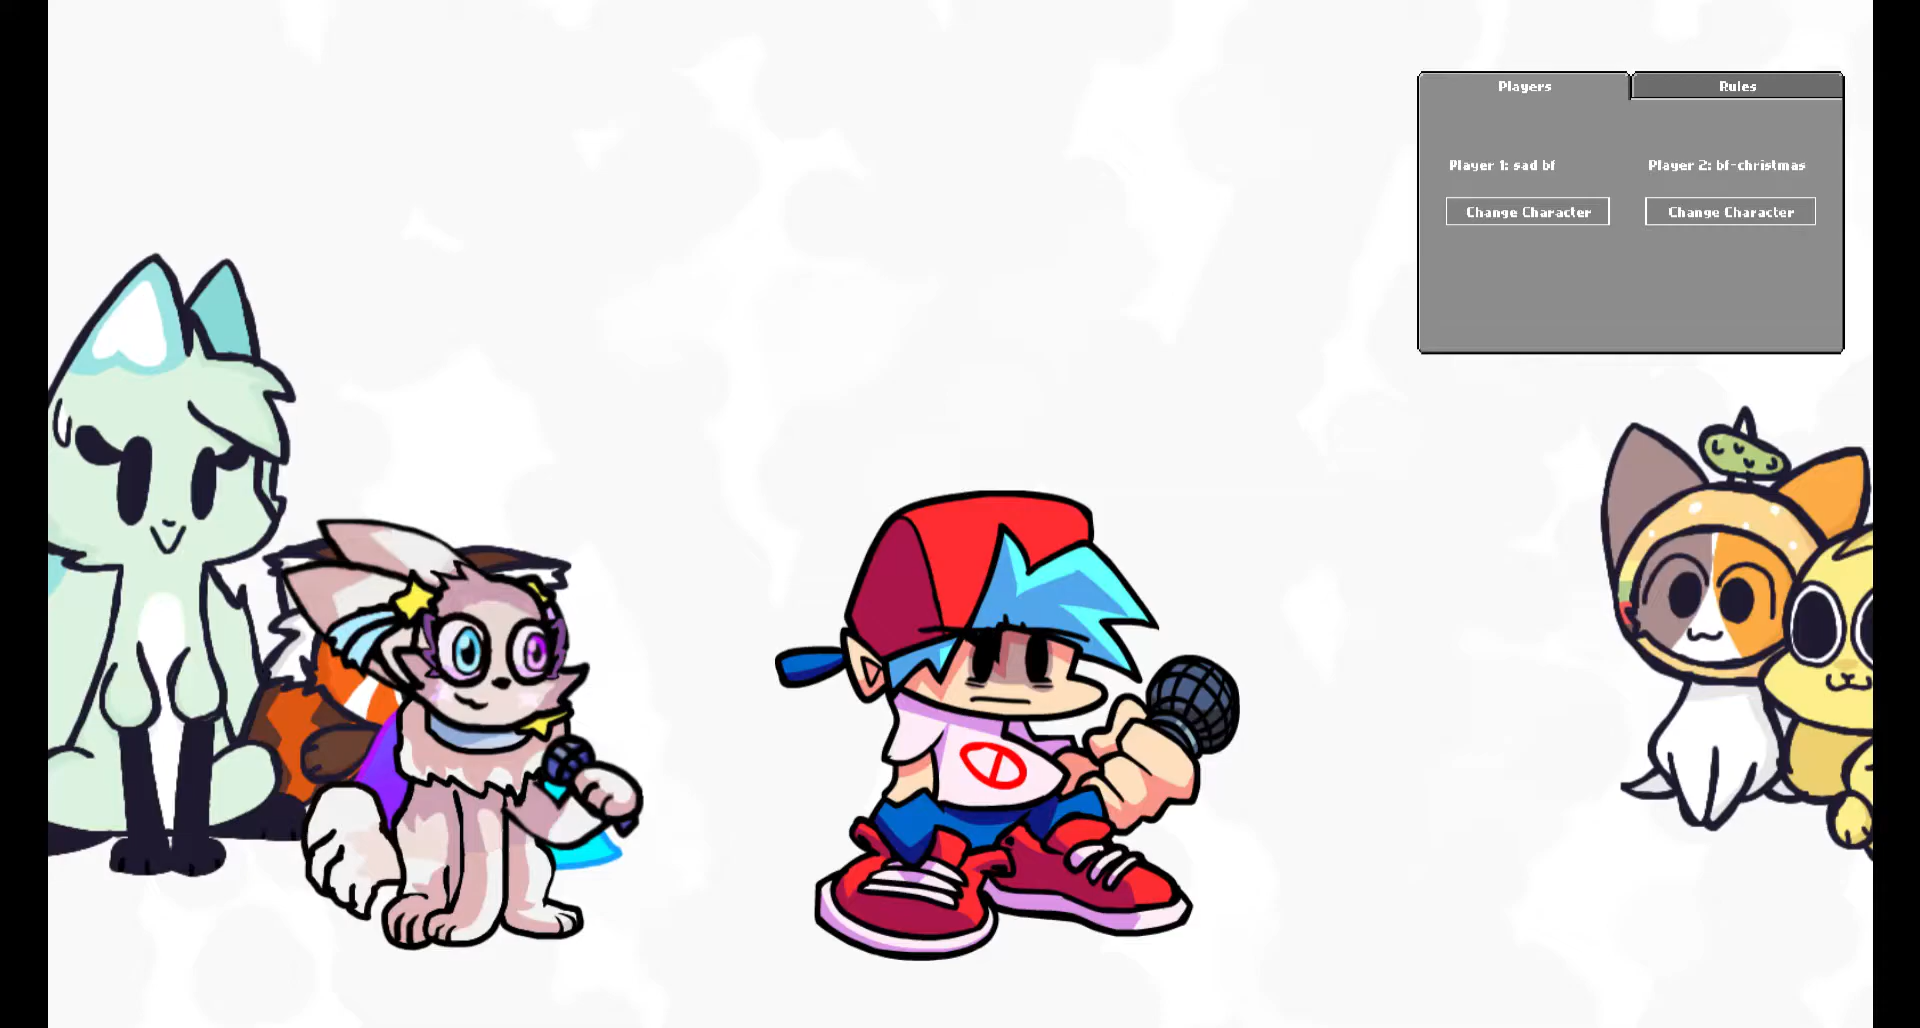 Players
Rules
Player 1: sad bf
Player 2: bf-christmas
Change Character
Change Character